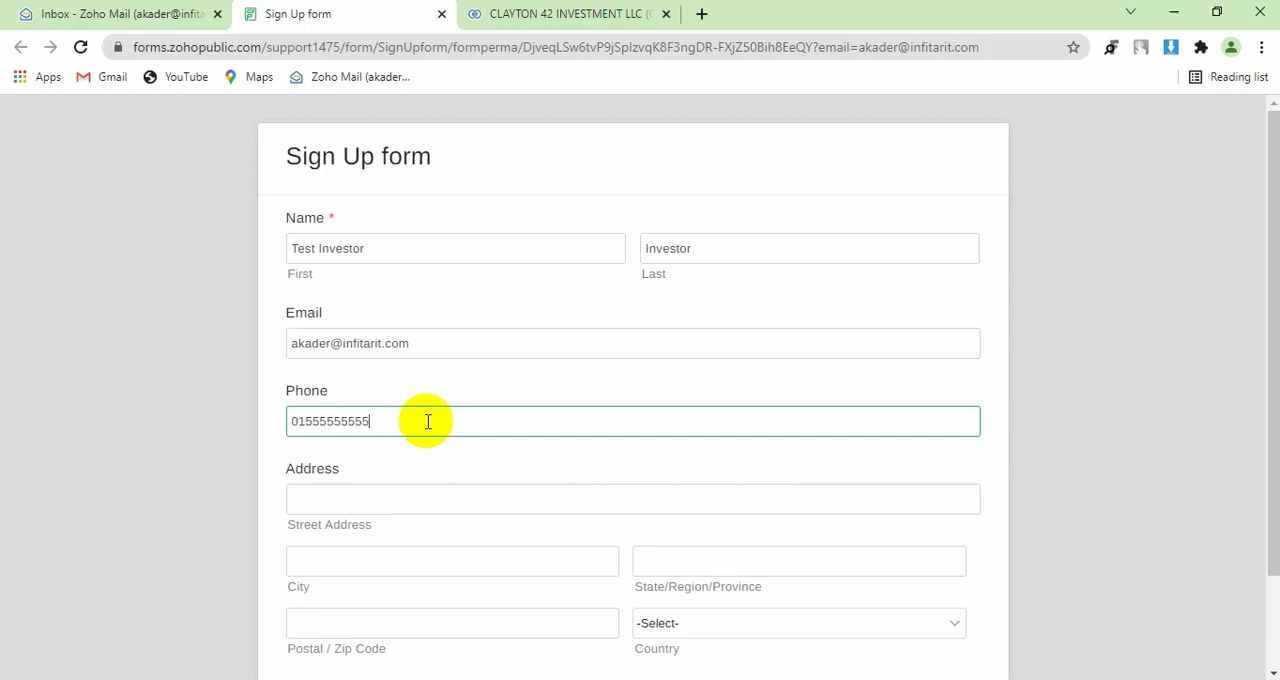 Inbox - Zoho Mail (akader@infita
Sign Up form
CLAYTON 42 INVESTMENT LLC (
forms.zohopublic.com/support1475/form/SignUpform/formperma/DjveqLSw6tvP9jSpIzvqK8F3ngDR-FXjZ50Bih8EeQY?email=akader@infitarit.com
Apps Gmail YouTube Maps Zoho Mail (akader... Reading list
Sign Up form
Name *
Test Investor Investor
First Last
Email
akader@infitarit.com
Phone
01555555555
Address
Street Address
City State/Region/Province
-Select-
Postal / Zip Code Country